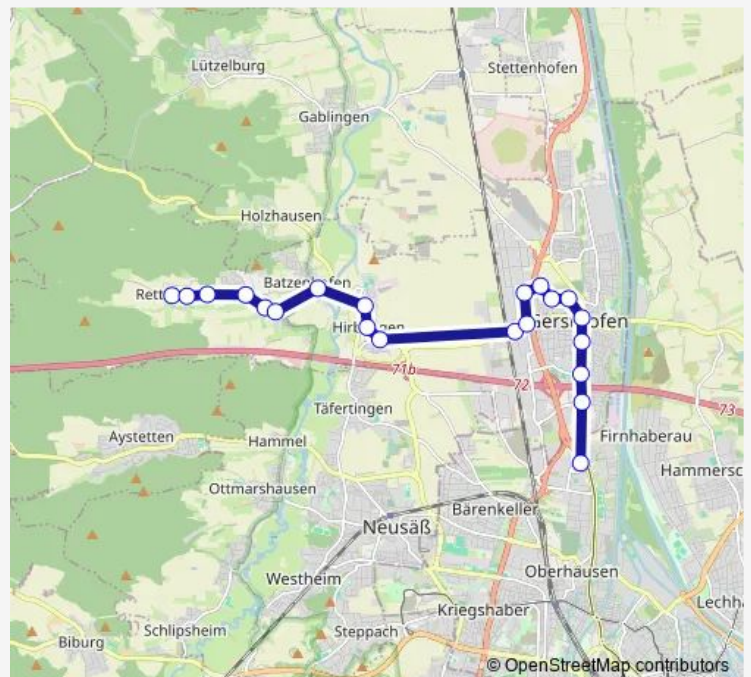 Lützelburg
Stettenhofen
Gablingen
Holzhausen
Batzenhofen
71b
72
73
Täfertingen
Aystetten
Hammel
Firnhaberau
Ottmarshausen
Neusäß
Bärenkeller
Westheim
Oberhausen
Kriegshaber
Schlipsheim
Steppach
Biburg
© OpenStreetMap contributors